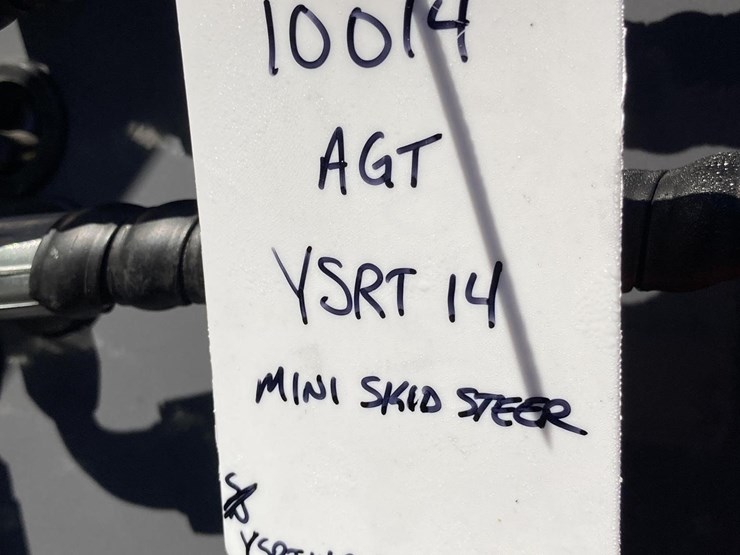 10014
AGT
YSRT 14
MINI SKID STEER